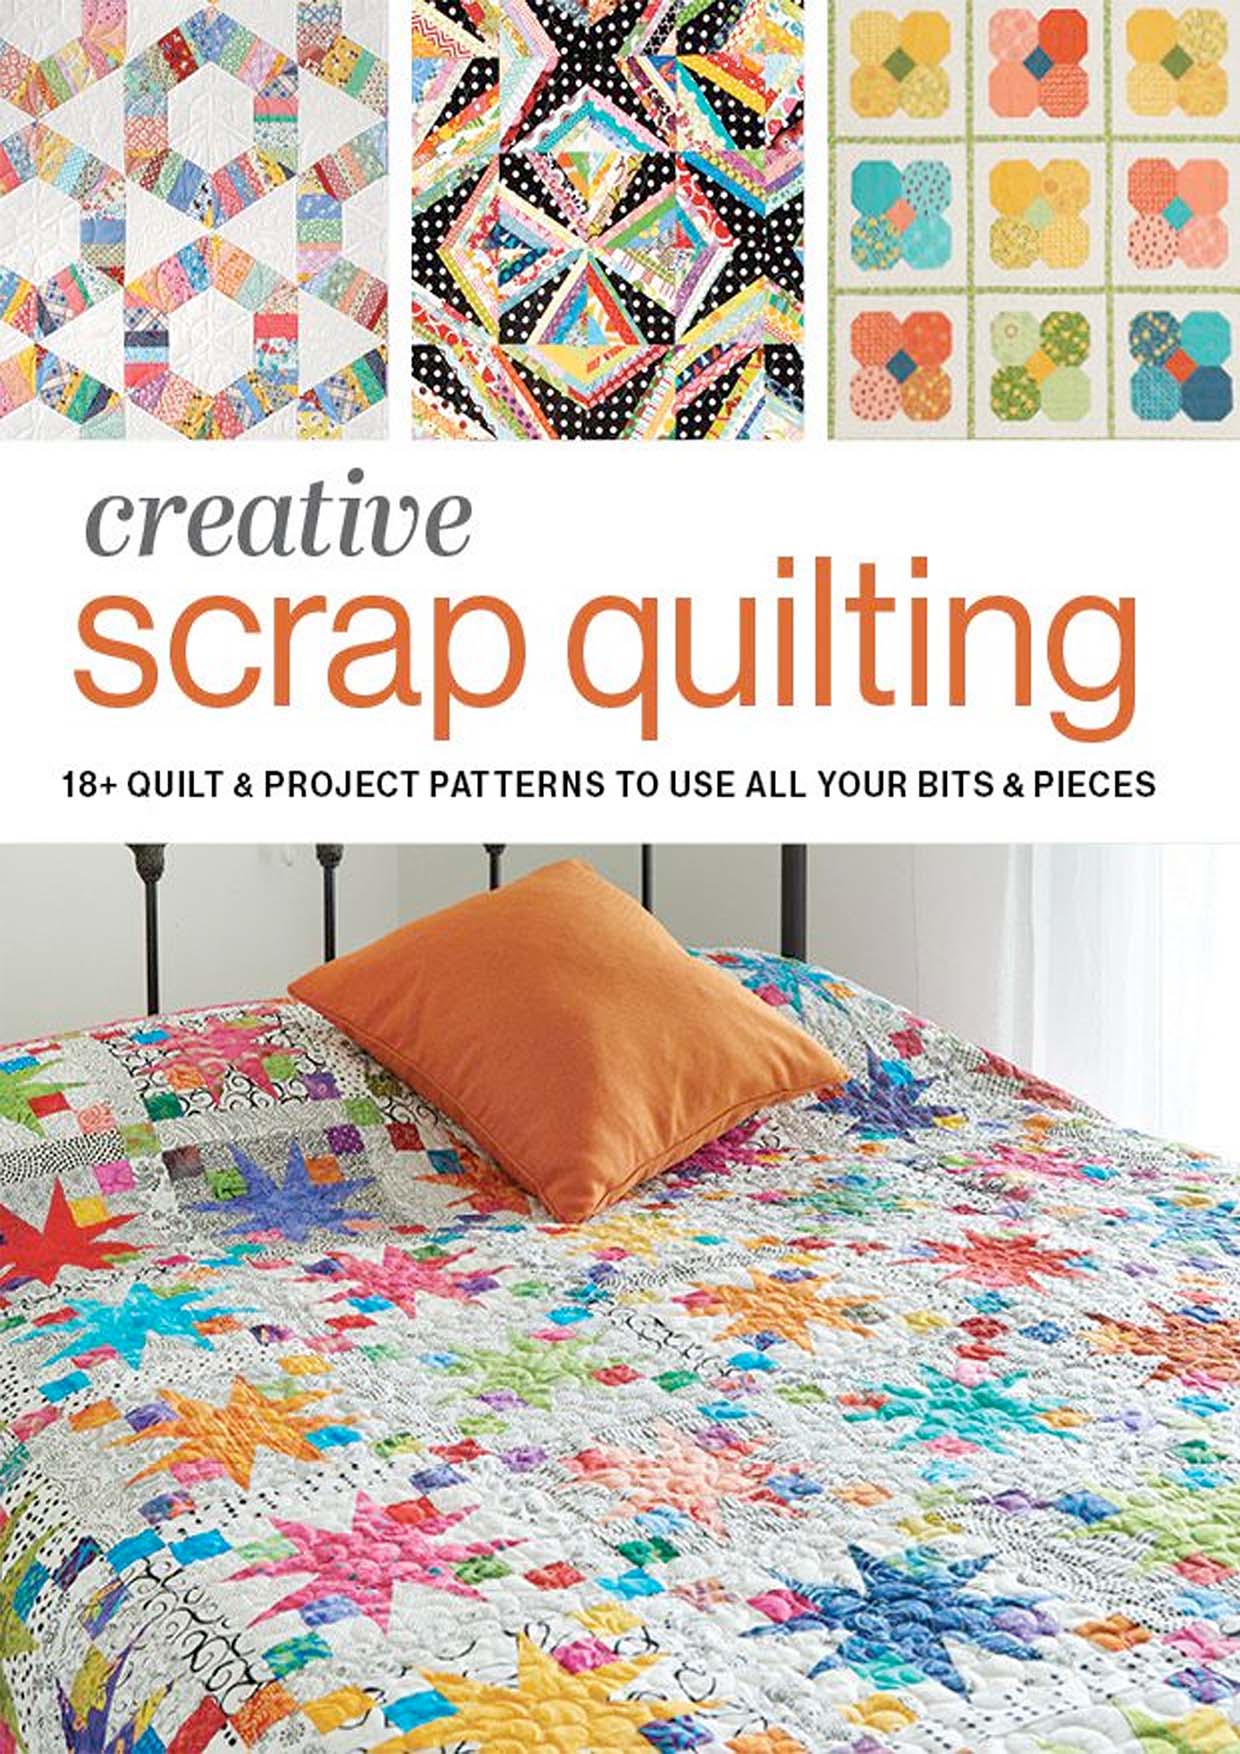 creative
scrap quilting
18+ QUILT & PROJECT PATTERNS TO USE ALL YOUR BITS & PIECES